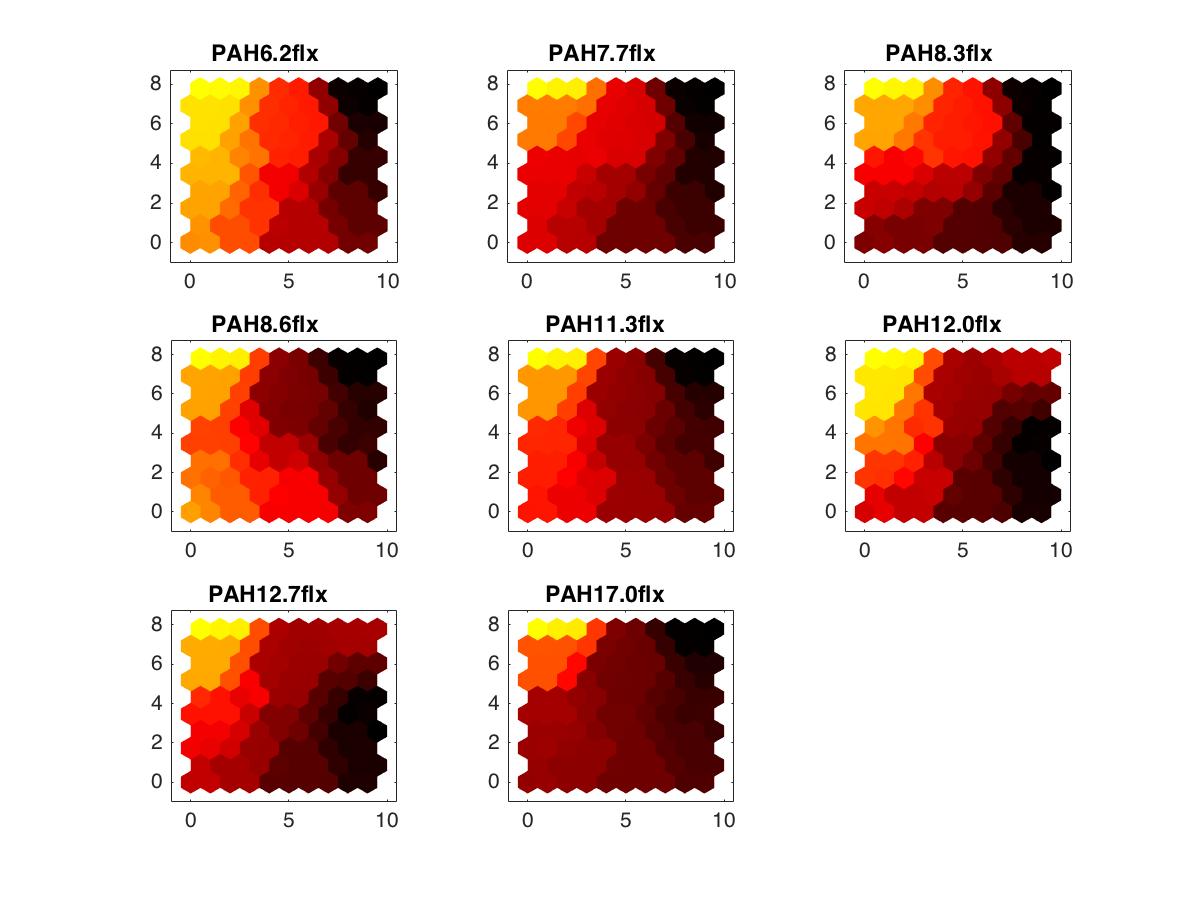 PAH6.2flx PAH7.7flx PAH8.3flx
8 8 8
6 6 6
4 4 4
2 2 2
0 0 0
0 5 10 0 5 10 0 5 10
PAH8.6flx PAH11.3flx PAH12.0flx
8 8 8
6 6 6
4 4 4
2 2 2
0 0 0
0 5 10 0 5 10 0 5 10
PAH12.7flx PAH17.0flx
8 8
6 6
4 4
2 2
0 0
0 5 10 0 5 10